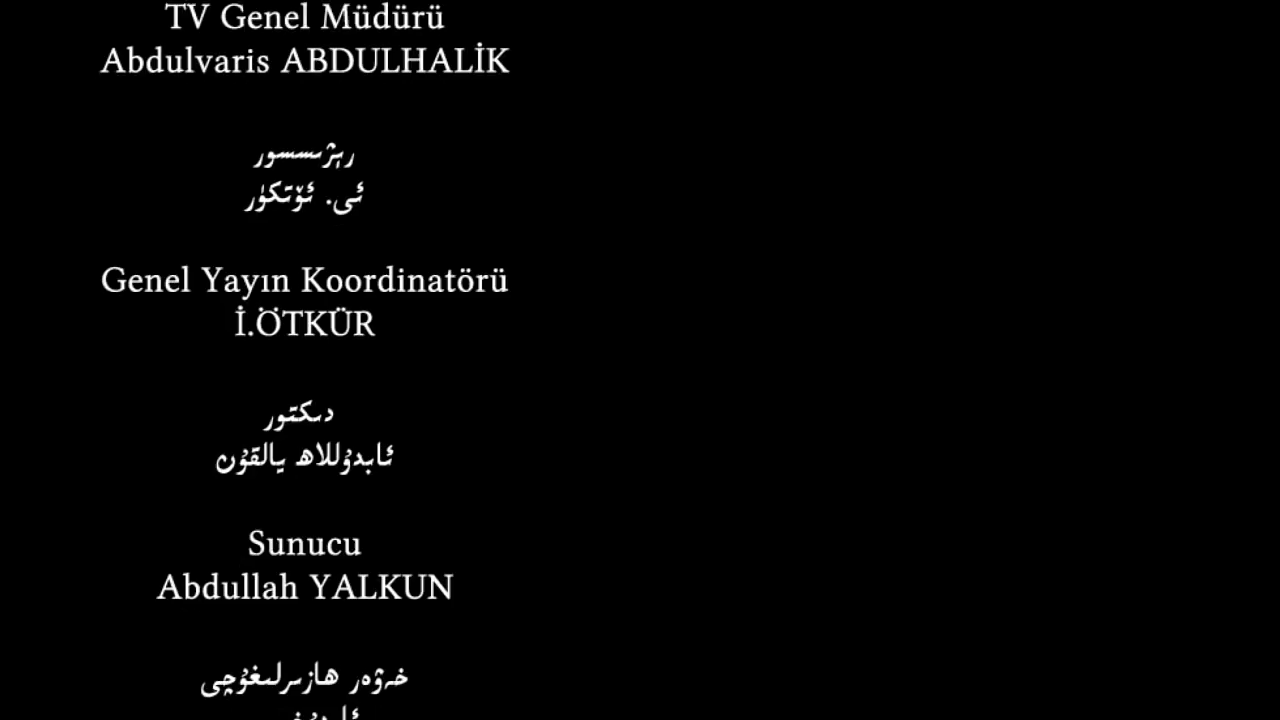 TV Genel Müdürü
Abdulvaris ABDULHALİK
رېژىسسور
ئى. ئۆتكۈر
Genel Yayın Koordinatörü
İ.ÖTKÜR
دىكتور
ئابدۇللاھ يالقۇن
Sunucu
Abdullah YALKUN
خەۋەر ھازىرلىغۇچى